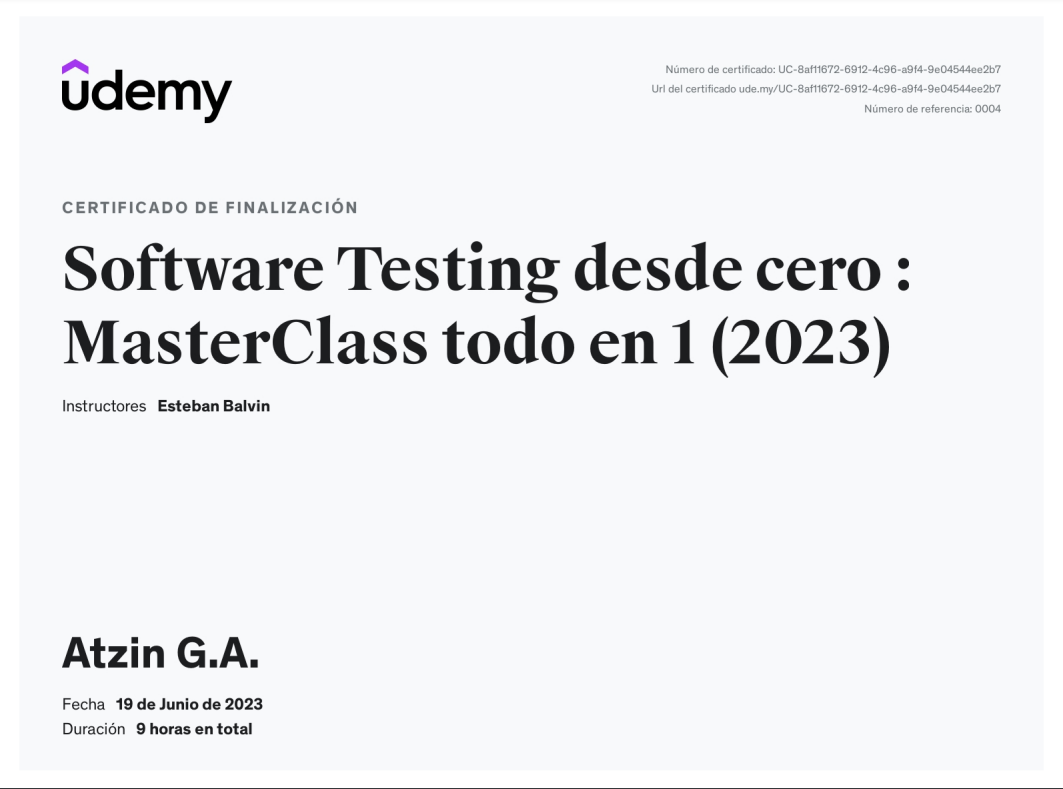 udemy
Número de certificado: UC-8af11672-6912-4c96-a9f4-9e04544ee2b7
Url del certificado ude.my/UC-8af11672-6912-4c96-a9f4-9e04544ee2b7
Número de referencia: 0004
CERTIFICADO DE FINALIZACIÓN
Software Testing desde cero :
MasterClass todo en 1 (2023)
Instructores Esteban Balvin
Atzin G.A.
Fecha 19 de Junio de 2023
Duración 9 horas en total